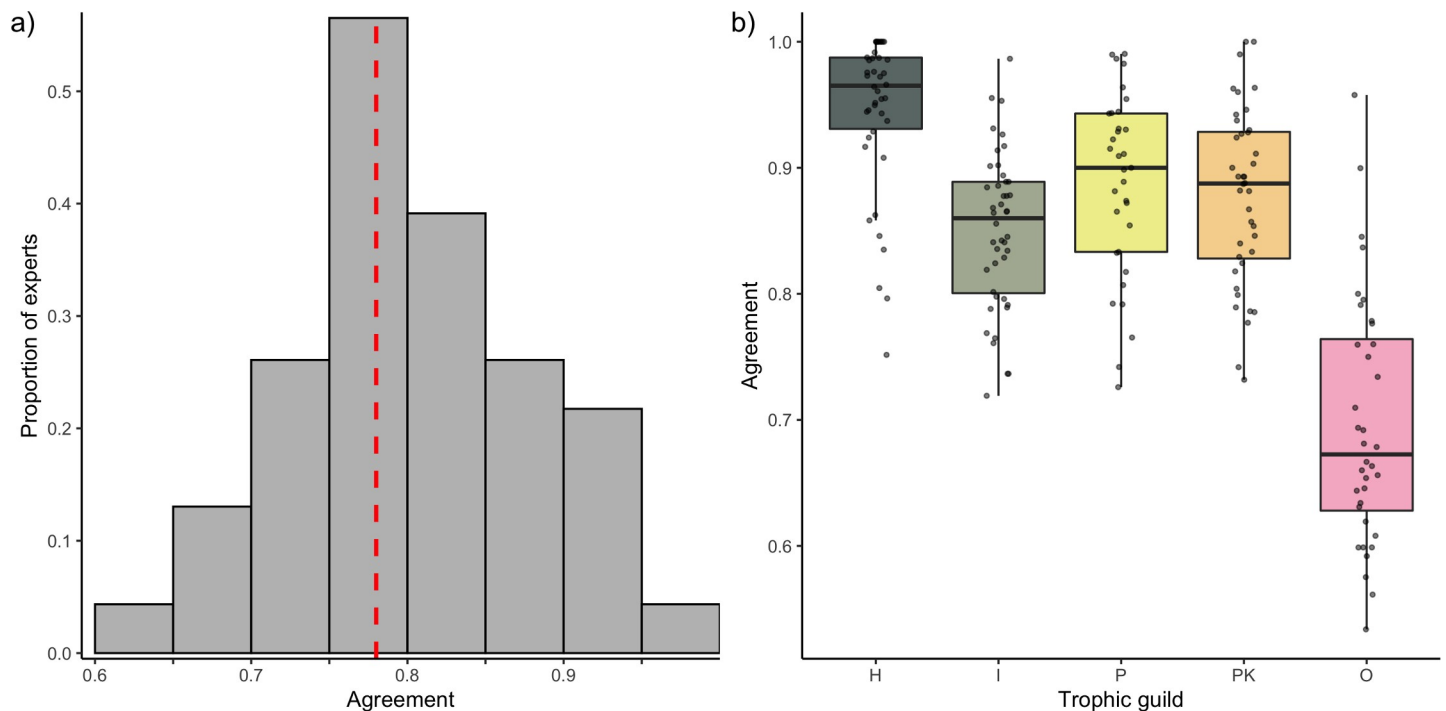 a)
Proportion of experts
0.5
0.4
0.3
0.2
0.1
0.0
0.6 0.7 0.8 0.9
Agreement
b)
Agreement
1.0
0.9
0.8
0.7
0.6
H I P PK O
Trophic guild